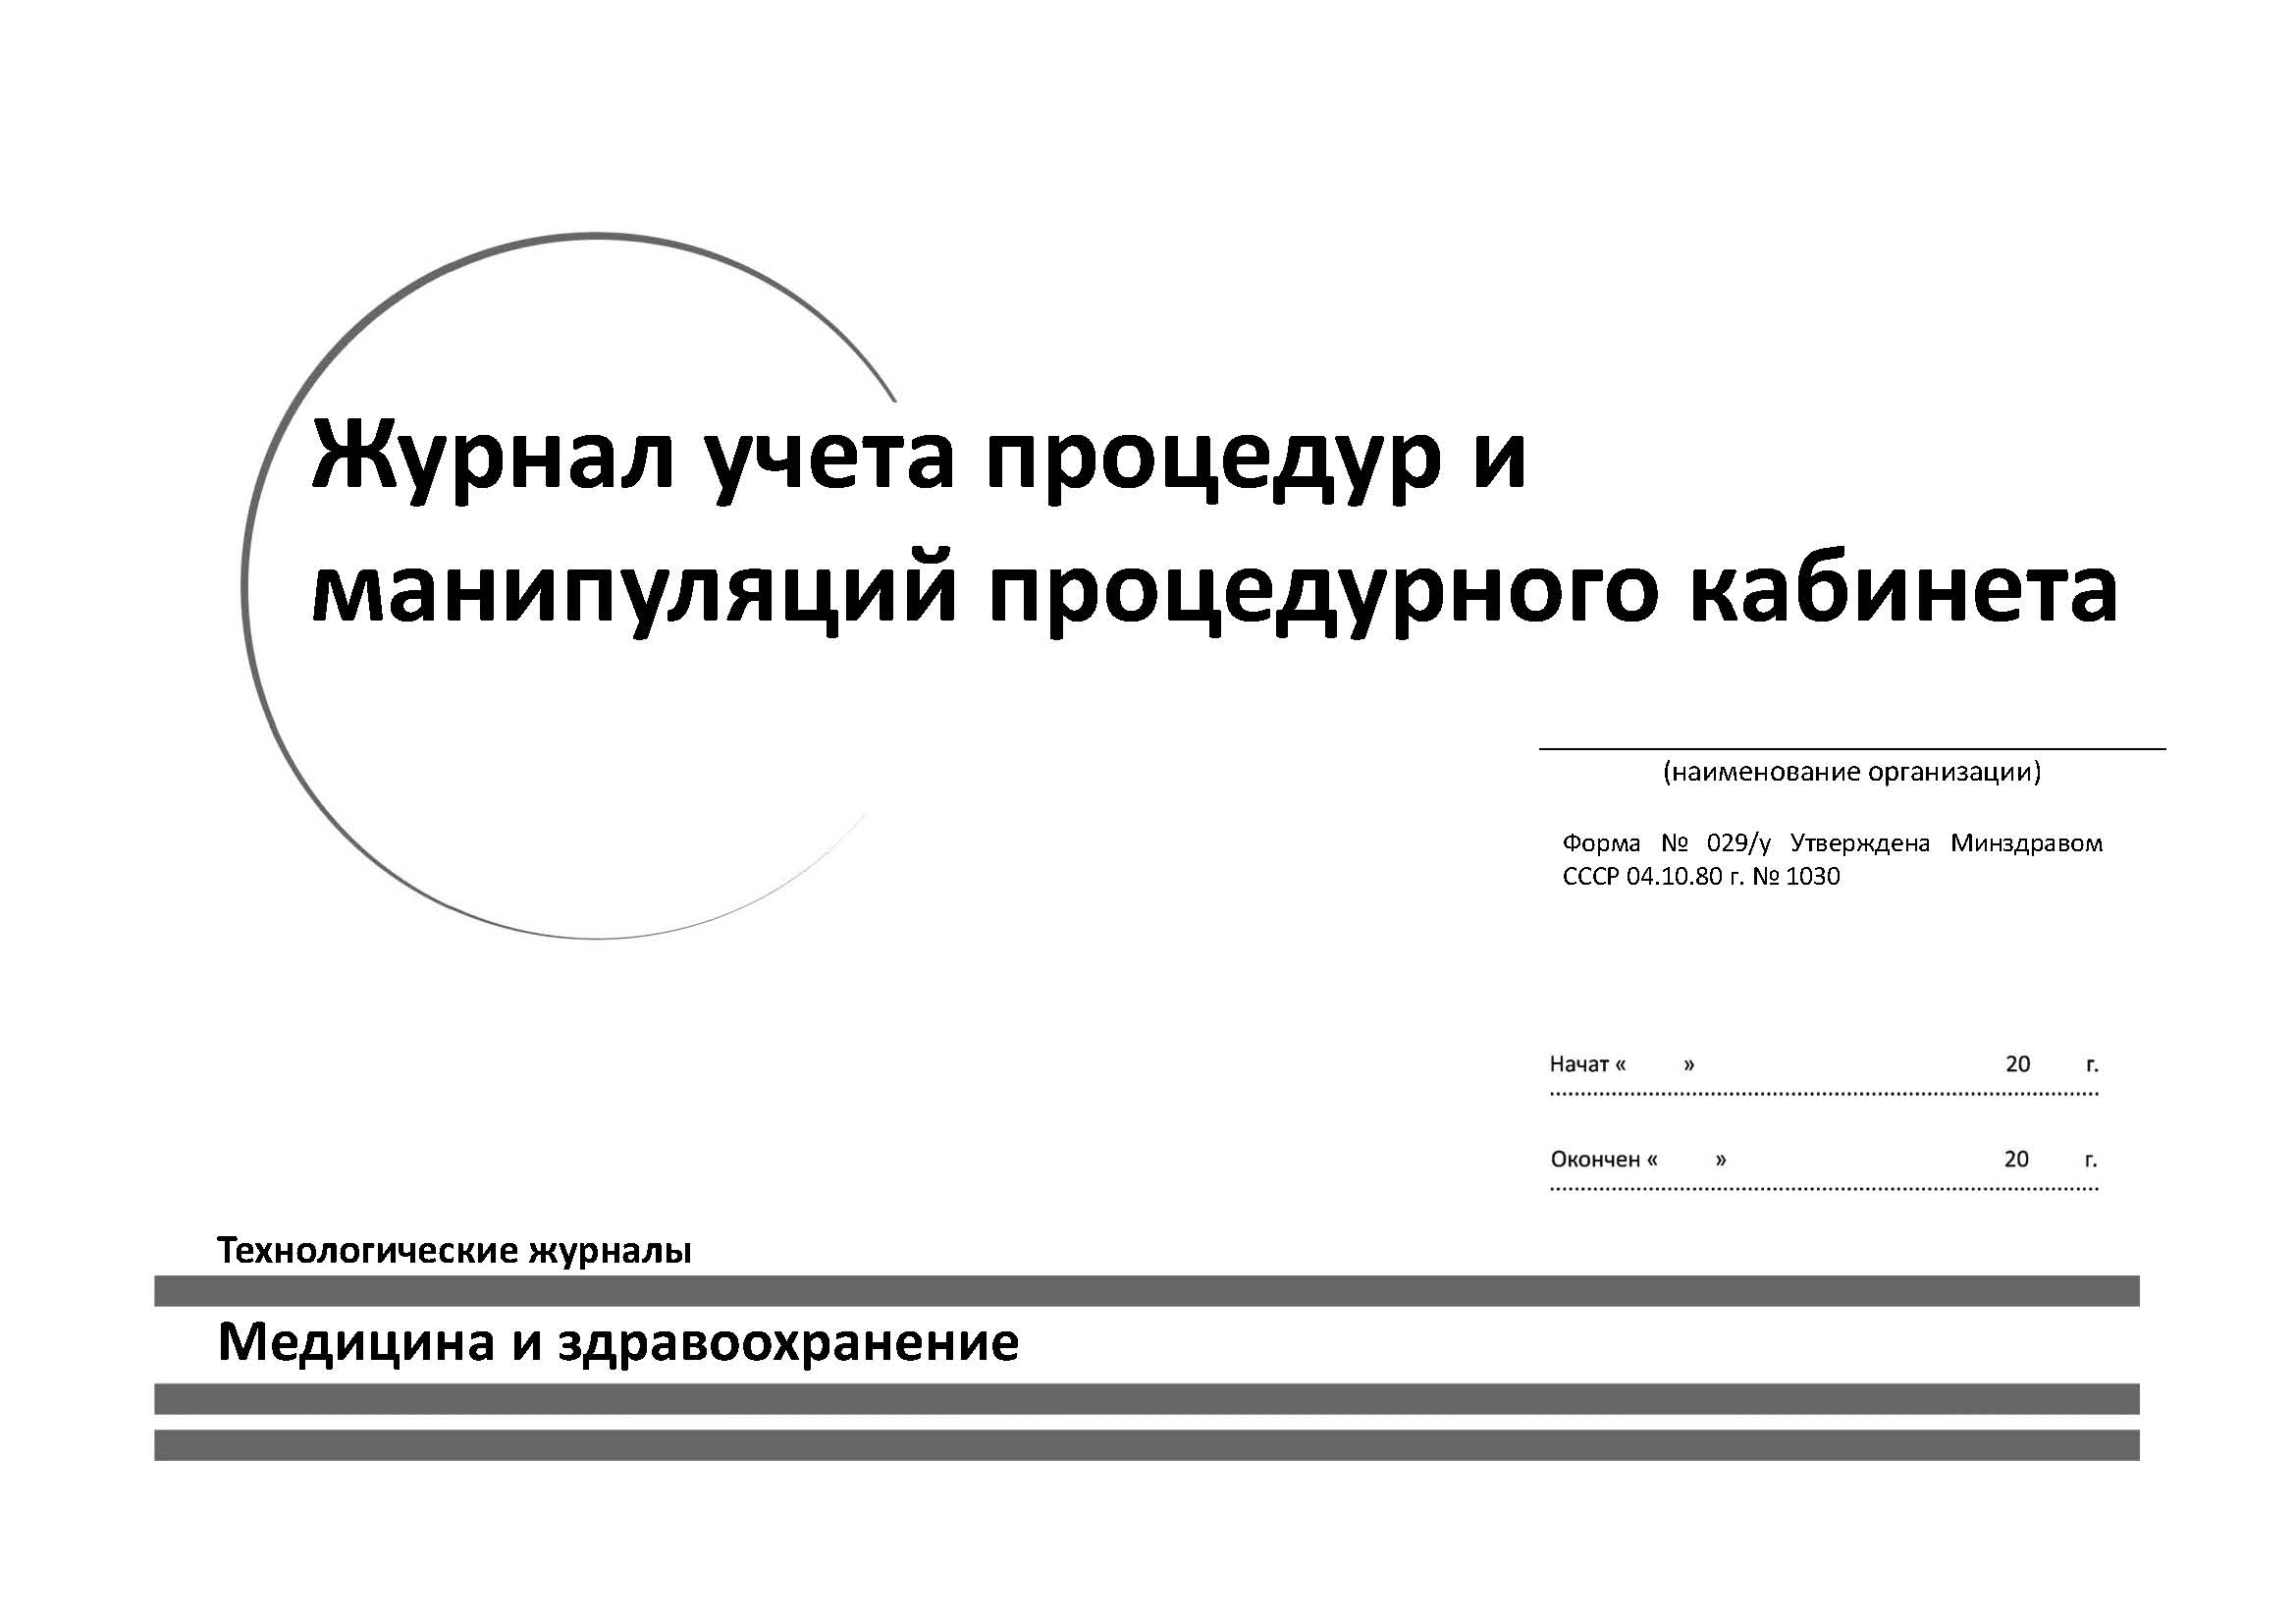 Журнал учета процедур и
манипуляций процедурного кабинета
(наименование организации)
Форма № 029/у Утверждена Минздравом
СССР 04.10.80 г. № 1030
Начат « » 20 г.
Окончен « » 20 г.
Технологические журналы
Медицина и здравоохранение